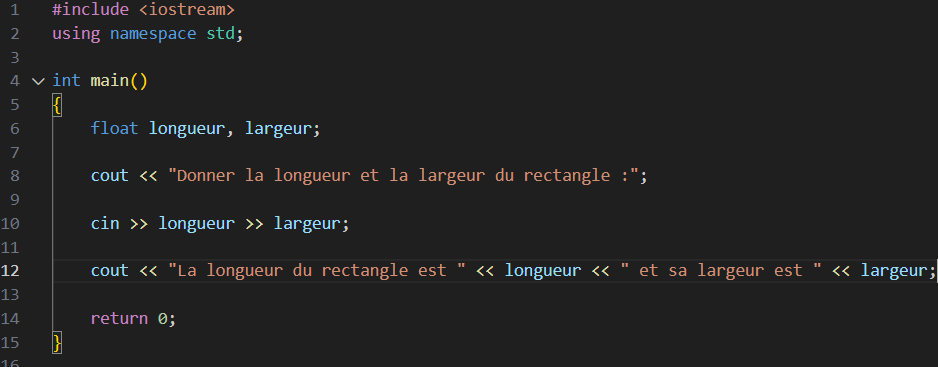 1 #include <iostream>
2 using namespace std;
3
4 int main()
5 {
6     float longueur, largeur;
7
8     cout << "Donner la longueur et la largeur du rectangle :";
9
10     cin >> longueur >> largeur;
11
12     cout << "La longueur du rectangle est " << longueur << " et sa largeur est " << largeur;
13
14     return 0;
15 }
16